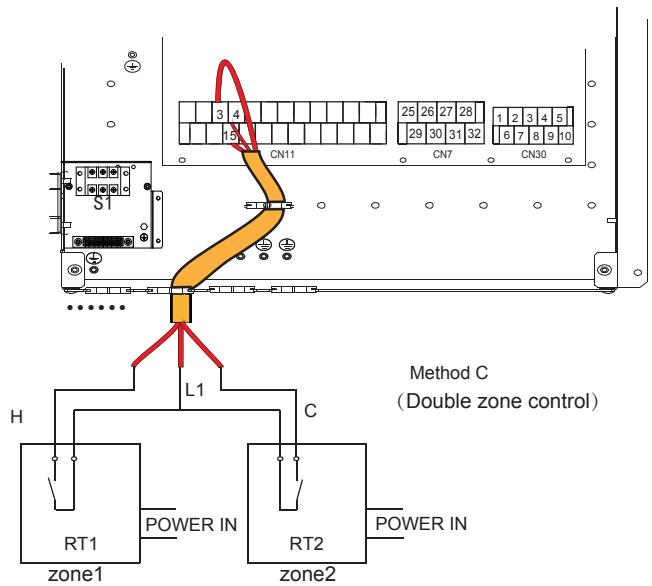 3 4
15
CN11
25 26 27 28
29 30 31 32
CN7
1 2 3 4 5
6 7 8 9 10
CN30
S1
Method C
（Double zone control）
H
L1
C
RT1
POWER IN
zone1
RT2
POWER IN
zone2